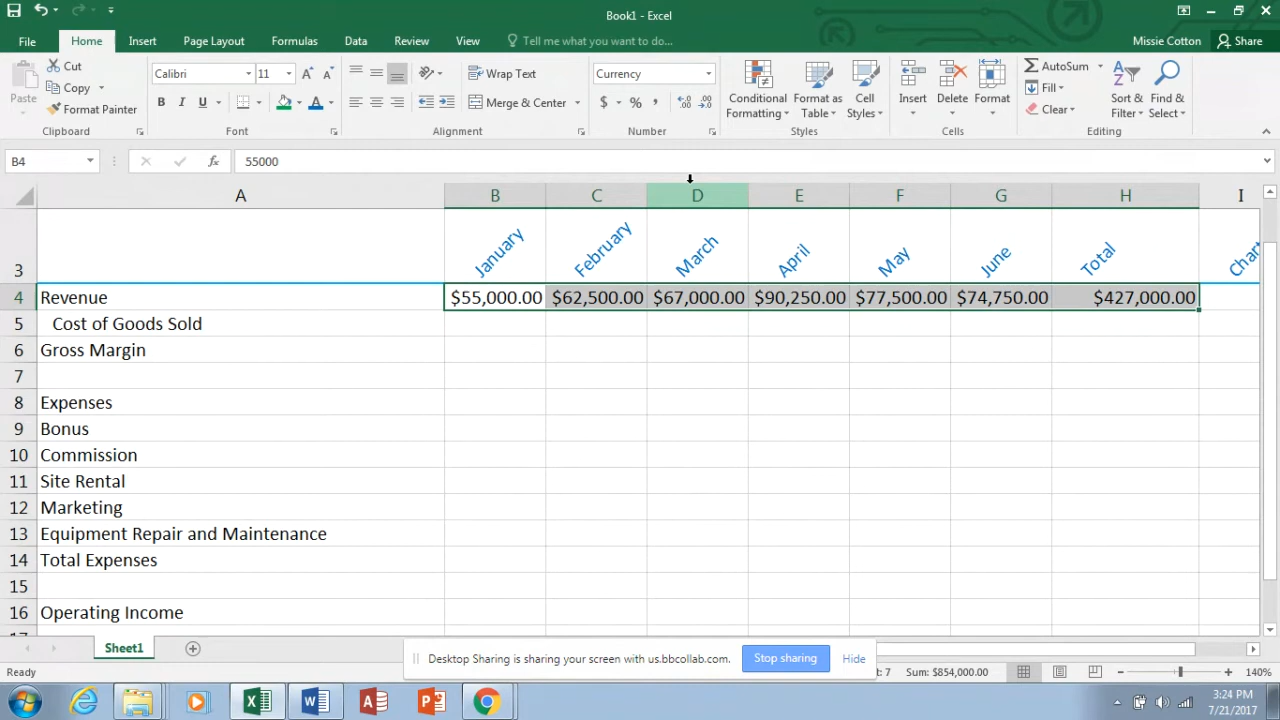 Book1 - Excel
File Home Insert Page Layout Formulas Data Review View Tell me what you want to do... Missie Cotton Share
Paste Cut Copy Format Painter
Calibri 11
B I U A A A
Wrap Text
Merge & Center
Currency
$ % ,
Conditional Formatting
Format as Table
Cell Styles
Insert Delete Format
AutoSum
Fill
Clear
Sort & Filter
Find & Select
Clipboard Font Alignment Number Styles Cells Editing
B4 fx 55000
A B C D E F G H I
3 January February March April May June Total
4 Revenue $55,000.00 $62,500.00 $67,000.00 $90,250.00 $77,500.00 $74,750.00 $427,000.00
5 Cost of Goods Sold
6 Gross Margin
7
8 Expenses
9 Bonus
10 Commission
11 Site Rental
12 Marketing
13 Equipment Repair and Maintenance
14 Total Expenses
15
16 Operating Income
17
Sheet1
Desktop Sharing is sharing your screen with us.bbcollab.com. Stop sharing Hide
Ready : 7 Sum: $854,000.00 140%
3:24 PM
7/21/2017